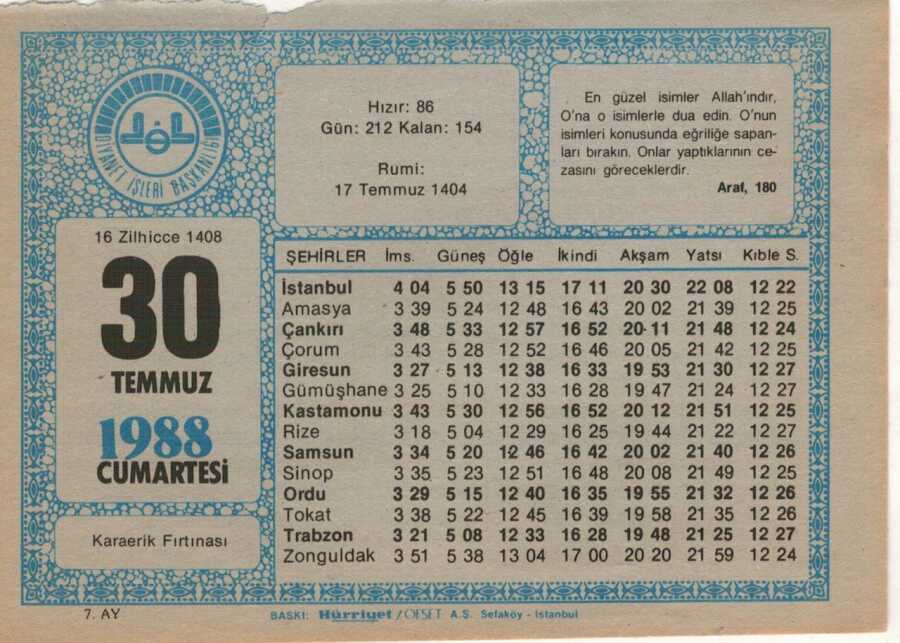 DİYANET İŞLERİ BAŞKANLIĞI
Hızır: 86
Gün: 212 Kalan: 154
Rumi:
17 Temmuz 1404
En güzel isimler Allah'ındır,
O'na o isimlerle dua edin. O'nun
isimleri konusunda eğriliğe sapan-
ları bırakın. Onlar yaptıklarının ce-
zasını göreceklerdir.
Araf, 180
16 Zilhicce 1408
30
TEMMUZ
1988
CUMARTESİ
Karaerik Fırtınası
ŞEHİRLER İms. Güneş Öğle İkindi Akşam Yatsı Kıble S.
İstanbul 4 04 5 50 13 15 17 11 20 30 22 08 12 22
Amasya 3 39 5 24 12 48 16 43 20 02 21 39 12 25
Çankırı 3 48 5 33 12 57 16 52 20 11 21 48 12 24
Çorum 3 43 5 28 12 52 16 46 20 05 21 42 12 25
Giresun 3 27 5 13 12 38 16 33 19 53 21 30 12 27
Gümüşhane 3 25 5 10 12 33 16 28 19 47 21 24 12 27
Kastamonu 3 43 5 30 12 56 16 52 20 12 21 51 12 25
Rize 3 18 5 04 12 29 16 25 19 44 21 22 12 27
Samsun 3 34 5 20 12 46 16 42 20 02 21 40 12 26
Sinop 3 35 5 23 12 51 16 48 20 08 21 49 12 25
Ordu 3 29 5 15 12 40 16 35 19 55 21 32 12 26
Tokat 3 38 5 22 12 45 16 39 19 58 21 35 12 26
Trabzon 3 21 5 08 12 33 16 28 19 48 21 25 12 27
Zonguldak 3 51 5 38 13 04 17 00 20 20 21 59 12 24
7. AY
BASKI: Hürriyet / OFSET A.Ş. Sefaköy - İstanbul